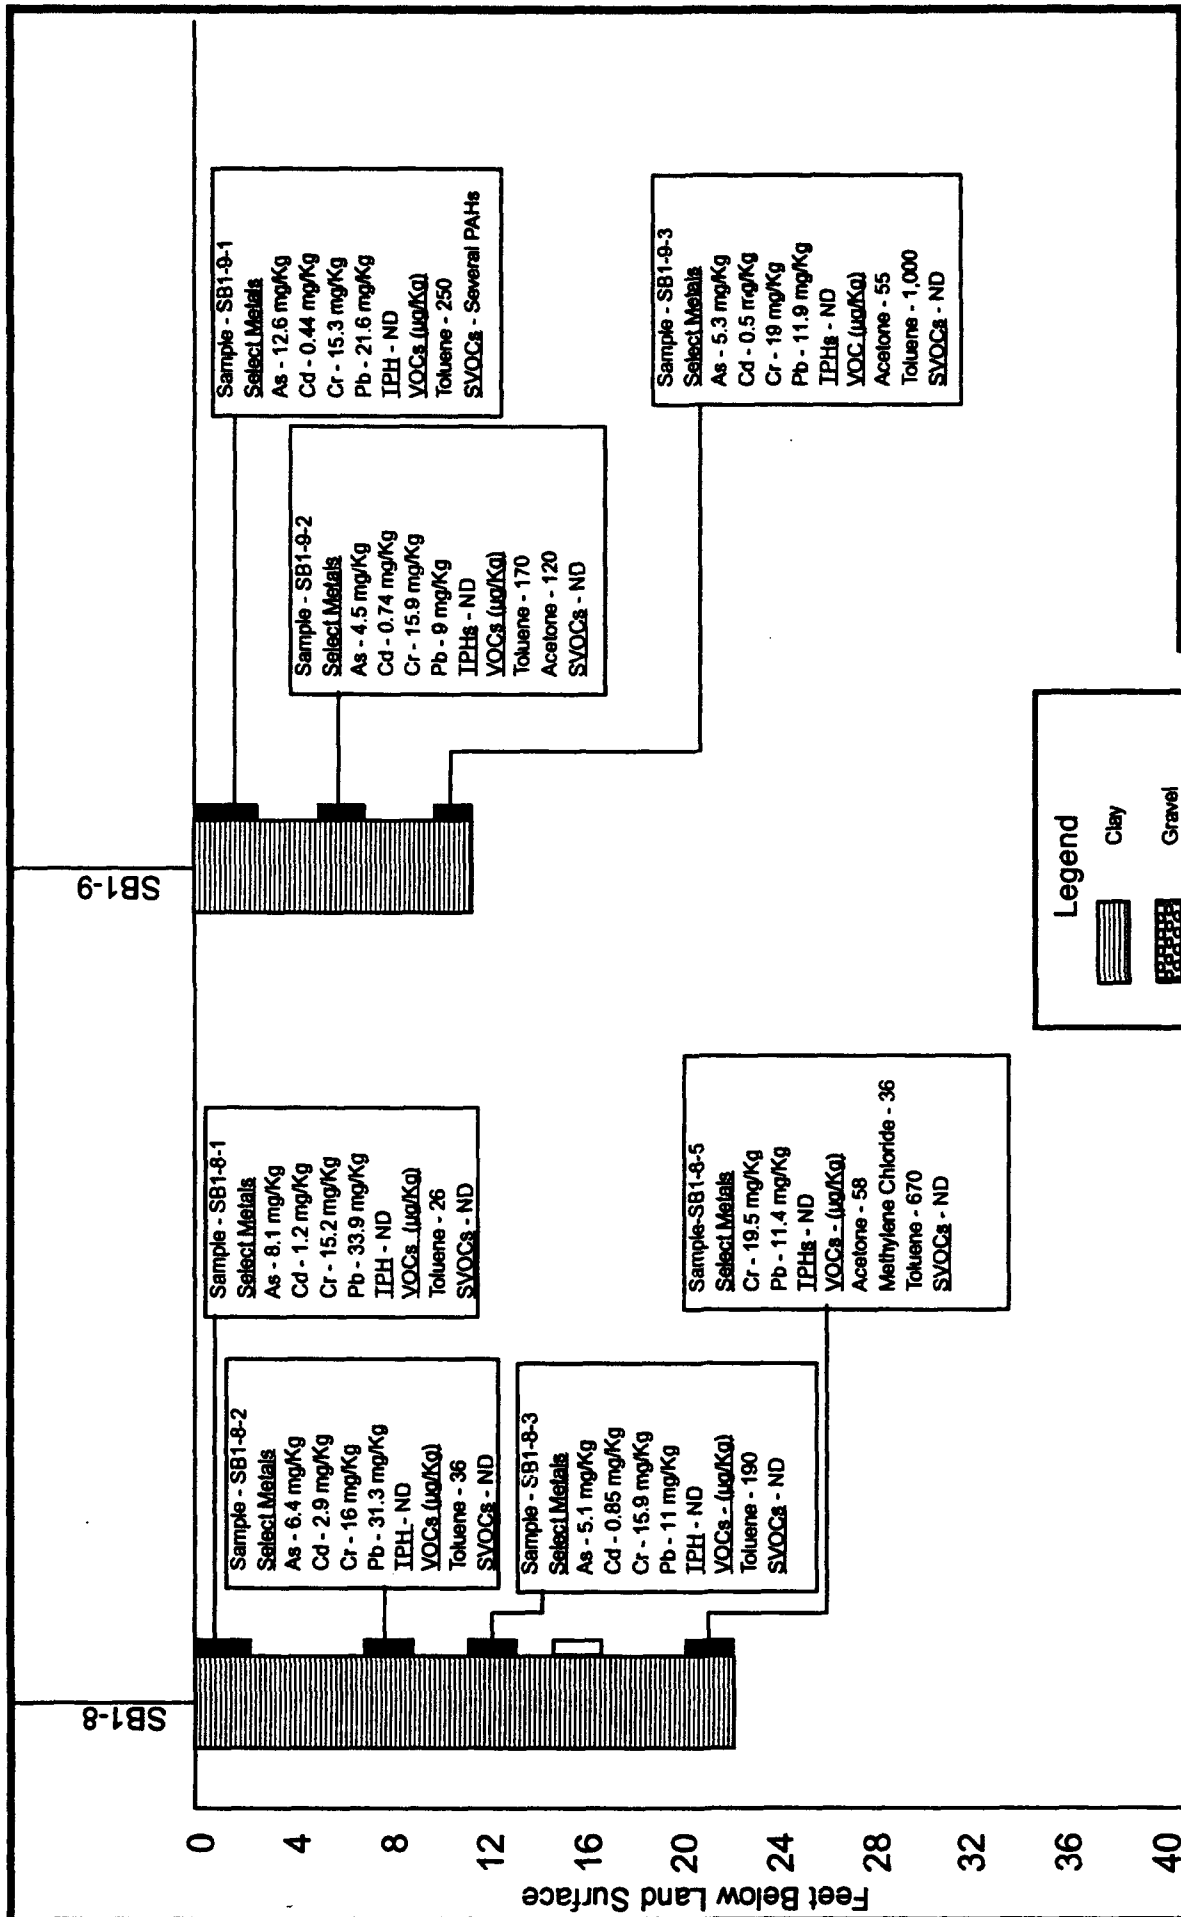 SB1-8
SB1-9
Feet Below Land Surface
0
4
8
12
16
20
24
28
32
36
40
Sample - SB1-8-1
Select Metals
As - 8.1 mg/Kg
Cd - 1.2 mg/Kg
Cr - 15.2 mg/Kg
Pb - 33.9 mg/Kg
TPH - ND
VOCs (µg/Kg)
Toluene - 26
SVOCs - ND
Sample - SB1-8-2
Select Metals
As - 6.4 mg/Kg
Cd - 2.9 mg/Kg
Cr - 16 mg/Kg
Pb - 31.3 mg/Kg
TPH - ND
VOCs (µg/Kg)
Toluene - 36
SVOCs - ND
Sample - SB1-8-3
Select Metals
As - 5.1 mg/Kg
Cd - 0.85 mg/Kg
Cr - 15.9 mg/Kg
Pb - 11 mg/Kg
TPH - ND
VOCs - (µg/Kg)
Toluene - 190
SVOCs - ND
Sample-SB1-8-5
Select Metals
Cr - 19.5 mg/Kg
Pb - 11.4 mg/Kg
TPHs - ND
VOCs - (µg/Kg)
Acetone - 58
Methylene Chloride - 36
Toluene - 670
SVOCs - ND
Sample - SB1-9-1
Select Metals
As - 12.6 mg/Kg
Cd - 0.44 mg/Kg
Cr - 15.3 mg/Kg
Pb - 21.6 mg/Kg
TPH - ND
VOCs (µg/Kg)
Toluene - 250
SVOCs - Several PAHs
Sample - SB1-9-2
Select Metals
As - 4.5 mg/Kg
Cd - 0.74 mg/Kg
Cr - 15.9 mg/Kg
Pb - 9 mg/Kg
TPHs - ND
VOCs (µg/Kg)
Toluene - 170
Acetone - 120
SVOCs - ND
Sample - SB1-9-3
Select Metals
As - 5.3 mg/Kg
Cd - 0.5 mg/Kg
Cr - 19 mg/Kg
Pb - 11.9 mg/Kg
TPHs - ND
VOC (µg/Kg)
Acetone - 55
Toluene - 1,000
SVOCs - ND
Legend
Clay
Gravel